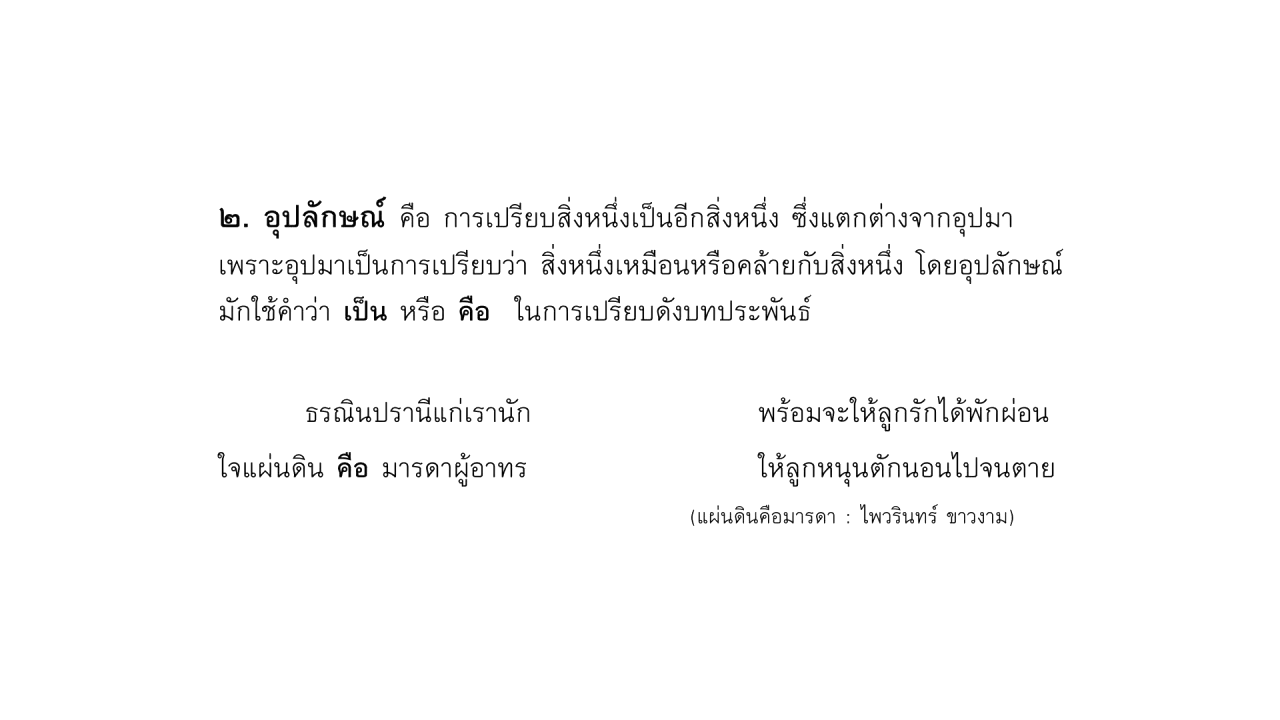 ๒. อุปลักษณ์ คือ การเปรียบสิ่งหนึ่งเป็นอีกสิ่งหนึ่ง ซึ่งแตกต่างจากอุปมา
เพราะอุปมาเป็นการเปรียบว่า สิ่งหนึ่งเหมือนหรือคล้ายกับสิ่งหนึ่ง โดยอุปลักษณ์
มักใช้คำว่า เป็น หรือ คือ ในการเปรียบดังบทประพันธ์
ธรณินปรานีแก่เรานัก พร้อมจะให้ลูกรักได้พักผ่อน
ใจแผ่นดิน คือ มารดาผู้อาทร ให้ลูกหนุนตักนอนไปจนตาย
(แผ่นดินคือมารดา : ไพวรินทร์ ขาวงาม)